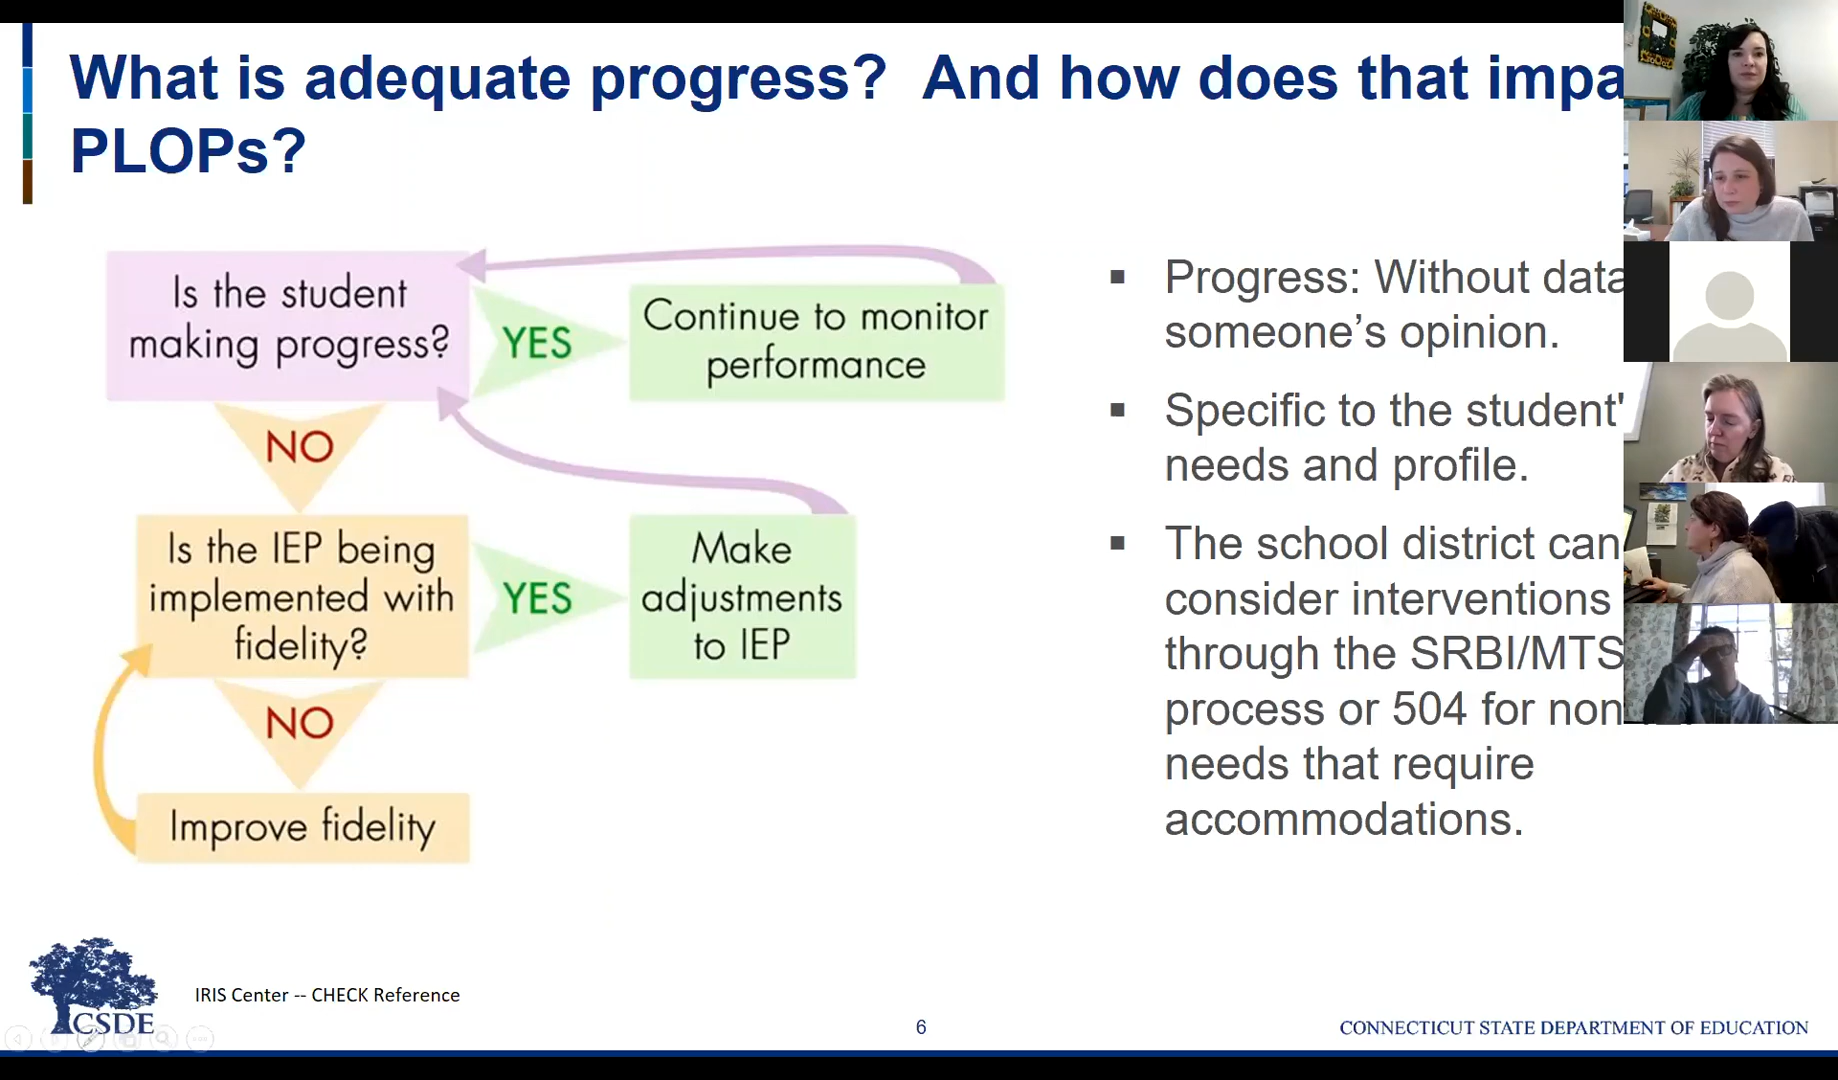 What is adequate progress? And how does that impa
PLOPs?
Is the student
making progress?
YES
Continue to monitor
performance
NO
Is the IEP being
implemented with
fidelity?
YES
Make
adjustments
to IEP
NO
Improve fidelity
▪ Progress: Without data
someone's opinion.
▪ Specific to the student'
needs and profile.
▪ The school district can
consider interventions
through the SRBI/MTS
process or 504 for non
needs that require
accommodations.
CSDE
IRIS Center -- CHECK Reference
6
CONNECTICUT STATE DEPARTMENT OF EDUCATION